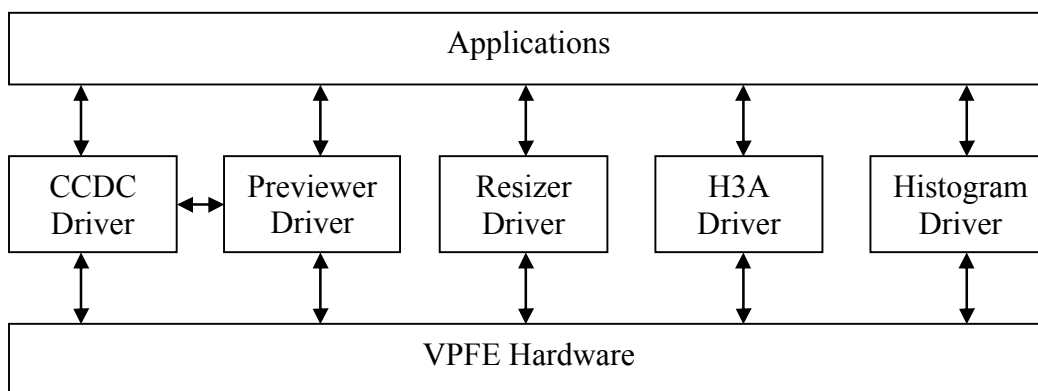 Applications
CCDC
Driver
Previewer
Driver
Resizer
Driver
H3A
Driver
Histogram
Driver
VPFE Hardware